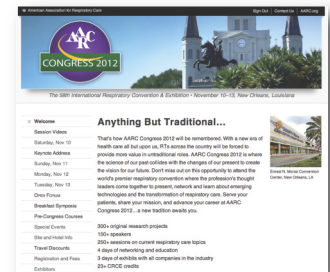 American Association for Respiratory Care
Sign Out | Contact Us | AARC.org
AARC
CONGRESS 2012
The 58th International Respiratory Convention & Exhibition • November 10-13, New Orleans, Louisiana
Welcome
Session Videos
Saturday, Nov 10
Keynote Address
Sunday, Nov 11
Monday, Nov 12
Tuesday, Nov 13
Open Forum
Breakfast Symposia
Pre-Congress Courses
Special Events
Site and Hotel Info
Travel Discounts
Registration and Fees
Exhibitors
Anything But Traditional…
That's how AARC Congress 2012 will be remembered. With a new era of
health care all but upon us, RTs across the country will be forced to
provide more value in untraditional roles. AARC Congress 2012 is where
the science of our past collides with the changes of our present to create
the vision for our future. Don't miss out on this opportunity to attend the
world's premier respiratory convention where the profession's thought
leaders come together to present, network and learn about emerging
technologies and the transformation of respiratory care. Serve your
patients, share your mission, and advance your career at AARC
Congress 2012…a new tradition awaits you.
300+ original research projects
150+ speakers
250+ sessions on current respiratory care topics
4 days of networking and education
3 days of exhibits with all companies in the industry
23+ CRCE credits
Ernest N. Morial Convention
Center, New Orleans, LA